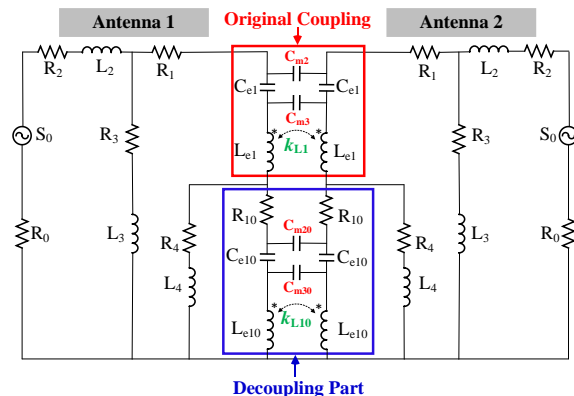 Original Coupling
Antenna 1
Antenna 2
R2
L2
R1
Cm2
R1
L2
R2
Ce1
Ce1
Cm3
S0
R3
*
*
R3
S0
kL1
Le1
Le1
R10
R10
R0
L3
R4
Cm20
R4
L3
R0
Ce10
Ce10
L4
Cm30
L4
*
*
kL10
Le10
Le10
Decoupling Part